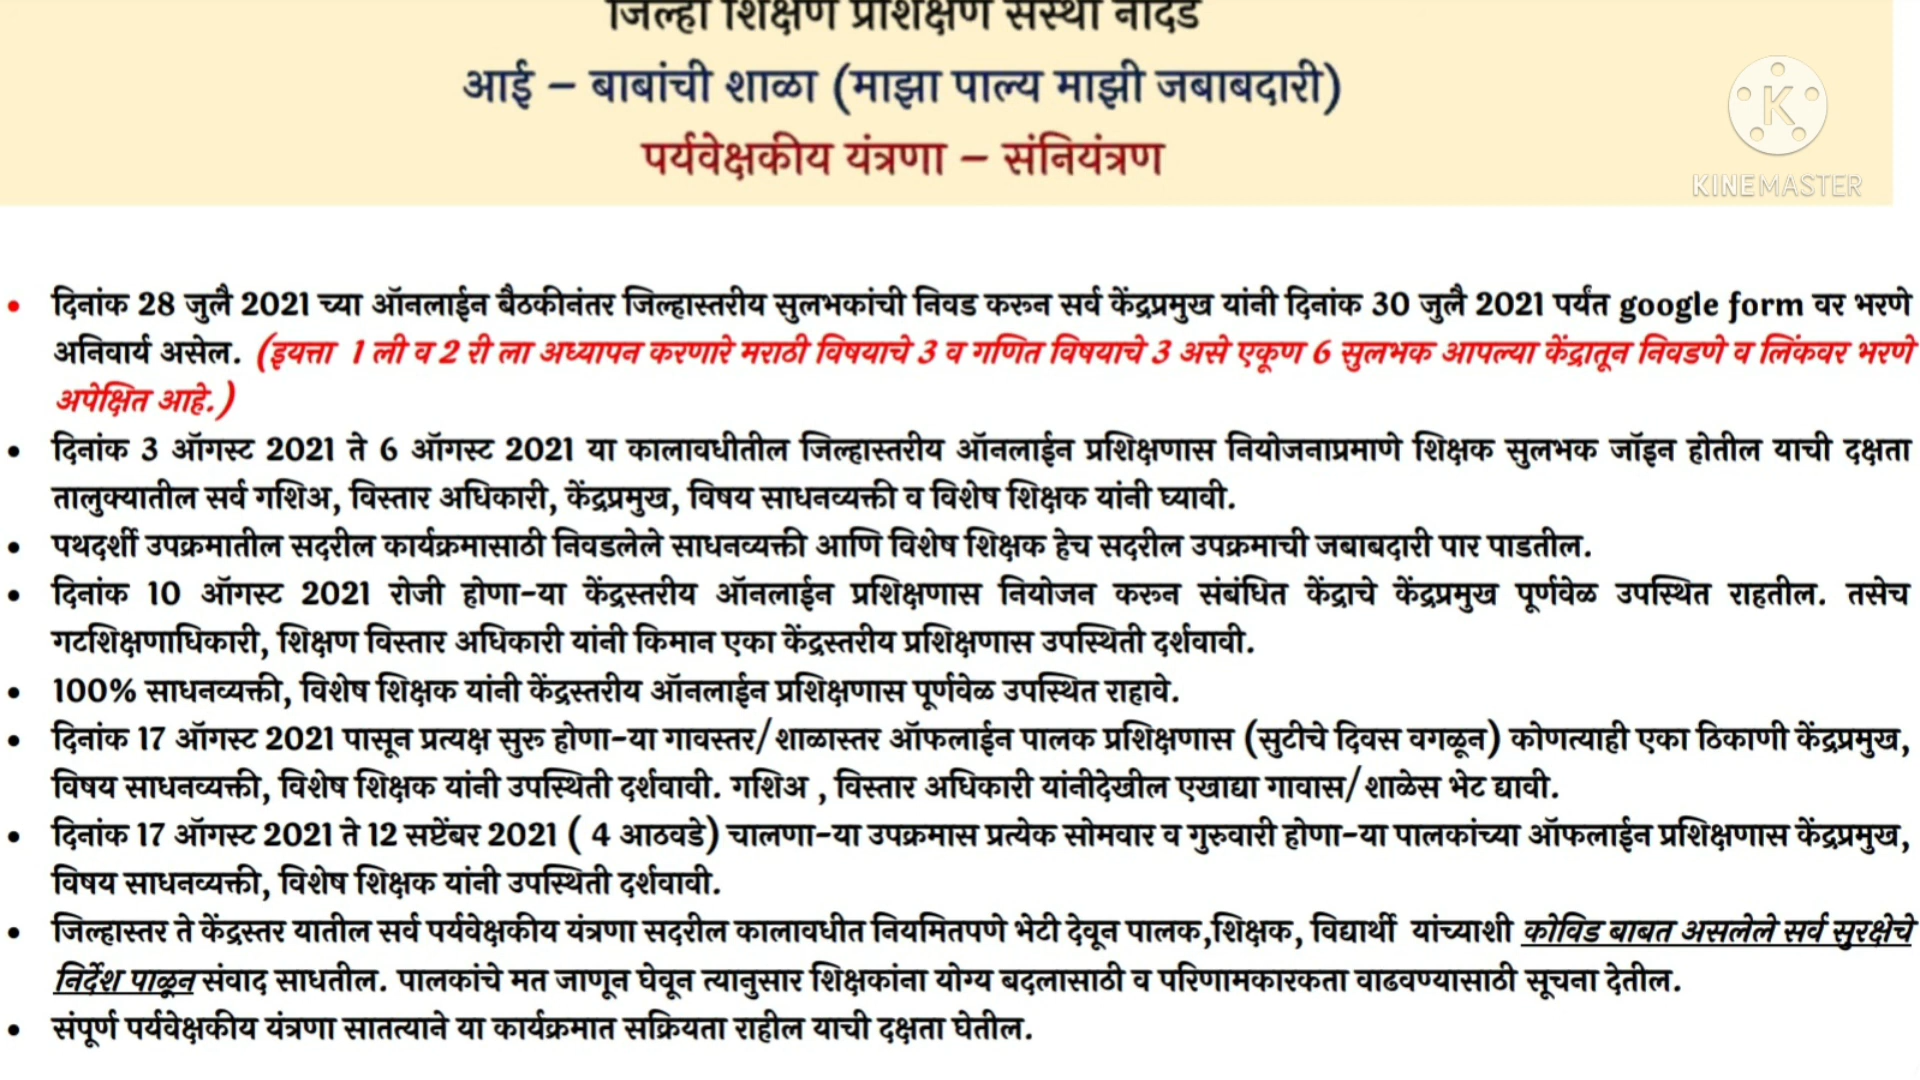 जिल्हा शिक्षण प्रशिक्षण संस्था नांदेड
आई – बाबांची शाळा (माझा पाल्य माझी जबाबदारी)
पर्यवेक्षकीय यंत्रणा – संनियंत्रण
KINEMASTER
• दिनांक 28 जुलै 2021 च्या ऑनलाईन बैठकीनंतर जिल्हास्तरीय सुलभकांची निवड करून सर्व केंद्रप्रमुख यांनी दिनांक 30 जुलै 2021 पर्यंत google form वर भरणे
अनिवार्य असेल. (इयत्ता 1 ली व 2 री ला अध्यापन करणारे मराठी विषयाचे 3 व गणित विषयाचे 3 असे एकूण 6 सुलभक आपल्या केंद्रातून निवडणे व लिंकवर भरणे
अपेक्षित आहे.)
• दिनांक 3 ऑगस्ट 2021 ते 6 ऑगस्ट 2021 या कालावधीतील जिल्हास्तरीय ऑनलाईन प्रशिक्षणास नियोजनाप्रमाणे शिक्षक सुलभक जॉइन होतील याची दक्षता
तालुक्यातील सर्व गशिअ, विस्तार अधिकारी, केंद्रप्रमुख, विषय साधनव्यक्ती व विशेष शिक्षक यांनी घ्यावी.
• पथदर्शी उपक्रमातील सदरील कार्यक्रमासाठी निवडलेले साधनव्यक्ती आणि विशेष शिक्षक हेच सदरील उपक्रमाची जबाबदारी पार पाडतील.
• दिनांक 10 ऑगस्ट 2021 रोजी होणा-या केंद्रस्तरीय ऑनलाईन प्रशिक्षणास नियोजन करून संबंधित केंद्राचे केंद्रप्रमुख पूर्णवेळ उपस्थित राहतील. तसेच
गटशिक्षणाधिकारी, शिक्षण विस्तार अधिकारी यांनी किमान एका केंद्रस्तरीय प्रशिक्षणास उपस्थिती दर्शवावी.
• 100% साधनव्यक्ती, विशेष शिक्षक यांनी केंद्रस्तरीय ऑनलाईन प्रशिक्षणास पूर्णवेळ उपस्थित राहावे.
• दिनांक 17 ऑगस्ट 2021 पासून प्रत्यक्ष सुरू होणा-या गावस्तर/शाळास्तर ऑफलाईन पालक प्रशिक्षणास (सुटीचे दिवस वगळून) कोणत्याही एका ठिकाणी केंद्रप्रमुख,
विषय साधनव्यक्ती, विशेष शिक्षक यांनी उपस्थिती दर्शवावी. गशिअ , विस्तार अधिकारी यांनीदेखील एखाद्या गावास/शाळेस भेट द्यावी.
• दिनांक 17 ऑगस्ट 2021 ते 12 सप्टेंबर 2021 ( 4 आठवडे) चालणा-या उपक्रमास प्रत्येक सोमवार व गुरुवारी होणा-या पालकांच्या ऑफलाईन प्रशिक्षणास केंद्रप्रमुख,
विषय साधनव्यक्ती, विशेष शिक्षक यांनी उपस्थिती दर्शवावी.
• जिल्हास्तर ते केंद्रस्तर यातील सर्व पर्यवेक्षकीय यंत्रणा सदरील कालावधीत नियमितपणे भेटी देवून पालक,शिक्षक, विद्यार्थी यांच्याशी कोविड बाबत असलेले सर्व सुरक्षेचे
निर्देश पाळून संवाद साधतील. पालकांचे मत जाणून घेवून त्यानुसार शिक्षकांना योग्य बदलासाठी व परिणामकारकता वाढवण्यासाठी सूचना देतील.
• संपूर्ण पर्यवेक्षकीय यंत्रणा सातत्याने या कार्यक्रमात सक्रियता राहील याची दक्षता घेतील.